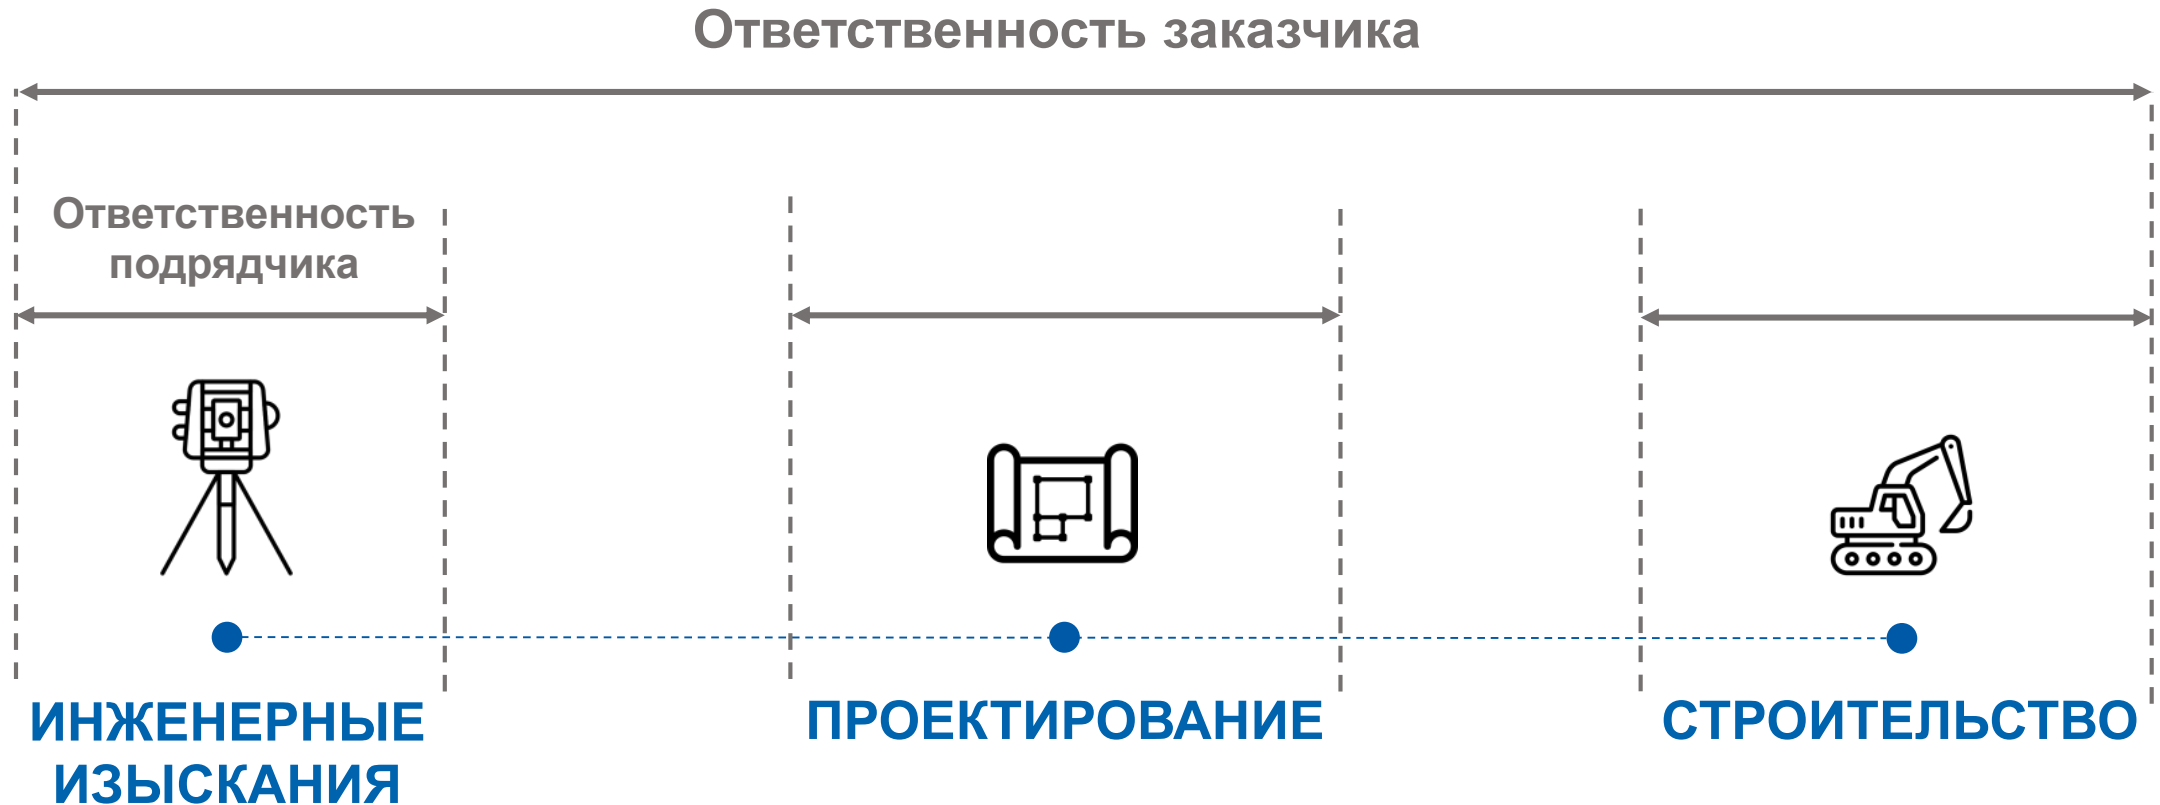 Ответственность заказчика
Ответственность
подрядчика
ИНЖЕНЕРНЫЕ
ИЗЫСКАНИЯ
ПРОЕКТИРОВАНИЕ
СТРОИТЕЛЬСТВО